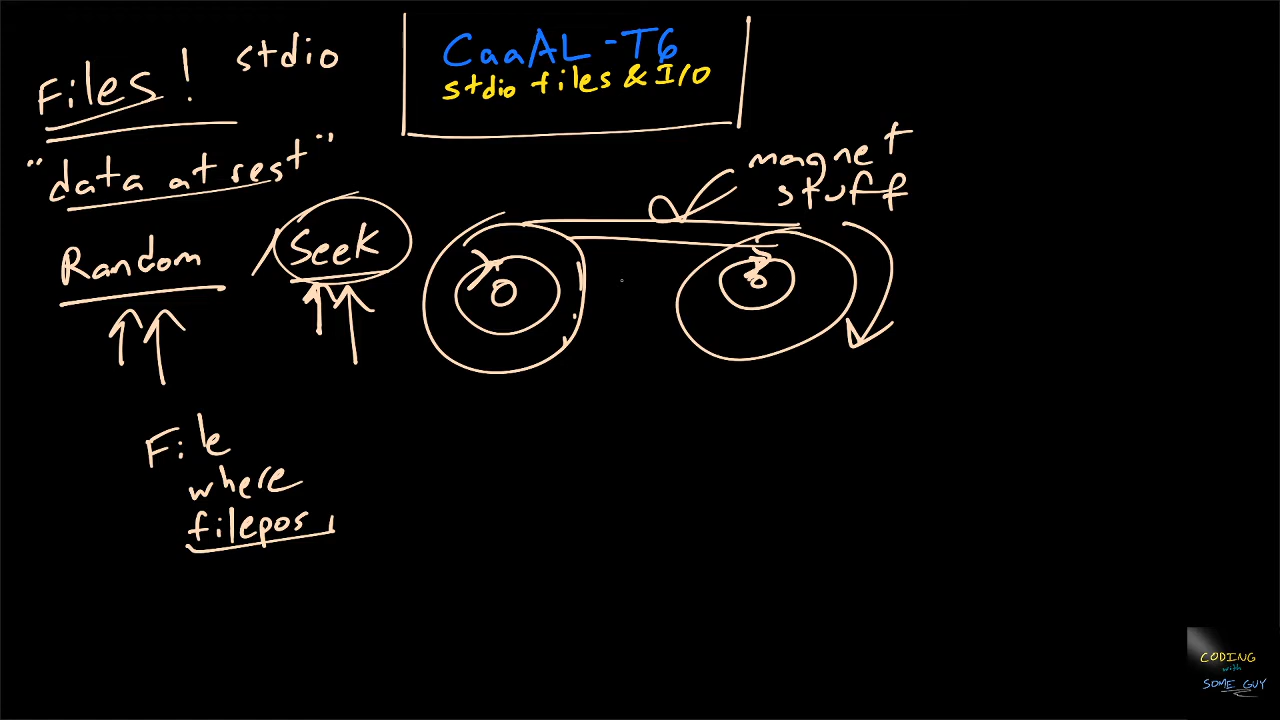 Files! stdio
CaaAL-T6
stdio files & I/O
"data at rest"
magnet
stuff
Random / Seek
File
where
filepos
CODING
with
SOME GUY